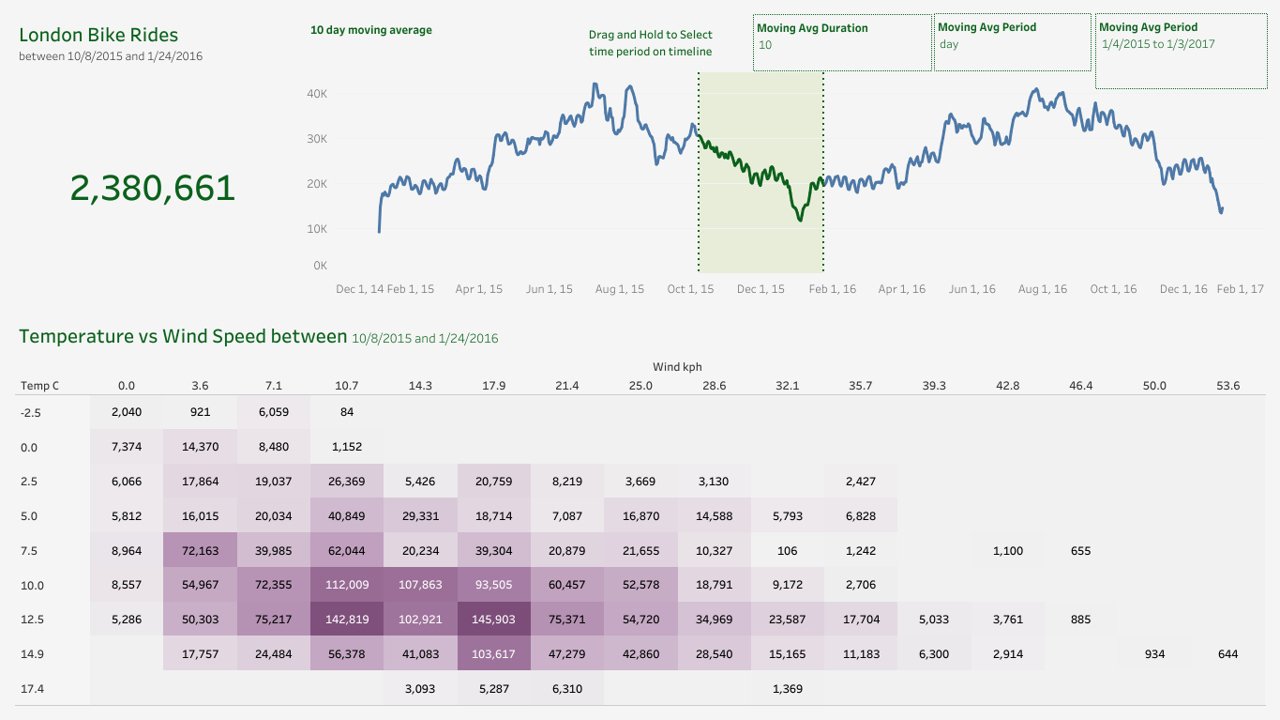 London Bike Rides
between 10/8/2015 and 1/24/2016
2,380,661
10 day moving average
Drag and Hold to Select
time period on timeline
Moving Avg Duration
10
Moving Avg Period
day
Moving Avg Period
1/4/2015 to 1/3/2017
40K
30K
20K
10K
0K
Dec 1, 14 Feb 1, 15 Apr 1, 15 Jun 1, 15 Aug 1, 15 Oct 1, 15 Dec 1, 15 Feb 1, 16 Apr 1, 16 Jun 1, 16 Aug 1, 16 Oct 1, 16 Dec 1, 16 Feb 1, 17
Temperature vs Wind Speed between 10/8/2015 and 1/24/2016
Wind kph
Temp C 0.0 3.6 7.1 10.7 14.3 17.9 21.4 25.0 28.6 32.1 35.7 39.3 42.8 46.4 50.0 53.6
-2.5 2,040 921 6,059 84
0.0 7,374 14,370 8,480 1,152
2.5 6,066 17,864 19,037 26,369 5,426 20,759 8,219 3,669 3,130 2,427
5.0 5,812 16,015 20,034 40,849 29,331 18,714 7,087 16,870 14,588 5,793 6,828
7.5 8,964 72,163 39,985 62,044 20,234 39,304 20,879 21,655 10,327 106 1,242 1,100 655
10.0 8,557 54,967 72,355 112,009 107,863 93,505 60,457 52,578 18,791 9,172 2,706
12.5 5,286 50,303 75,217 142,819 102,921 145,903 75,371 54,720 34,969 23,587 17,704 5,033 3,761 885
14.9 17,757 24,484 56,378 41,083 103,617 47,279 42,860 28,540 15,165 11,183 6,300 2,914 934 644
17.4 3,093 5,287 6,310 1,369